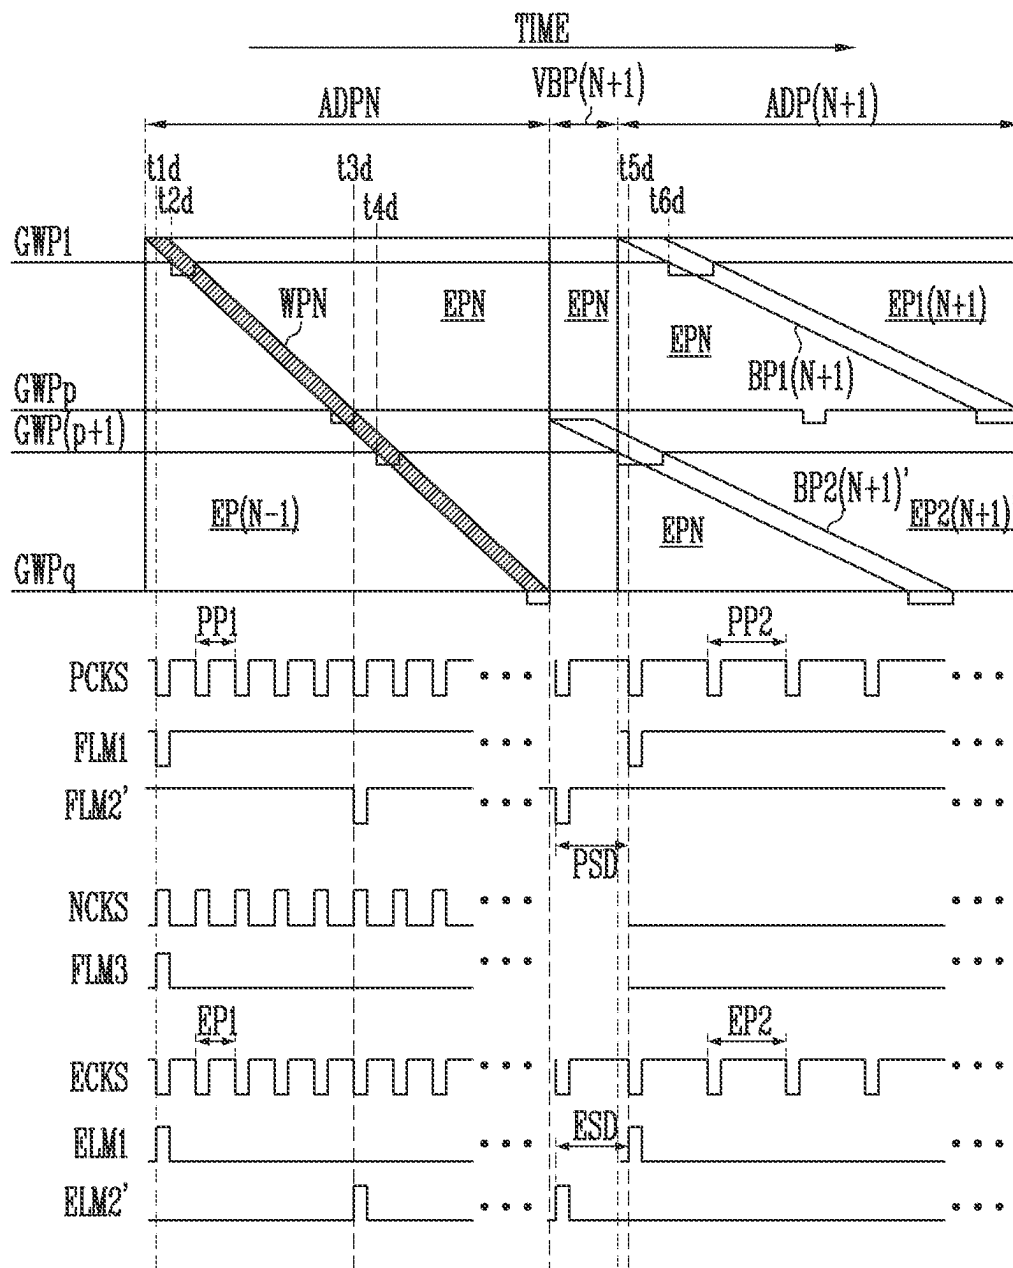 TIME
ADPN VBP(N+1) ADP(N+1)
t1d t3d t5d
t2d t4d t6d
GWP1
WPN EPN EPN EP1(N+1)
EPN
BP1(N+1)
GWPp
GWP(p+1)
BP2(N+1)'
EP(N-1) EP2(N+1)
EPN
GWPq
PP1 PP2
PCKS
FLM1
FLM2'
PSD
NCKS
FLM3
EP1 EP2
ECKS
ELM1 ESD
ELM2'